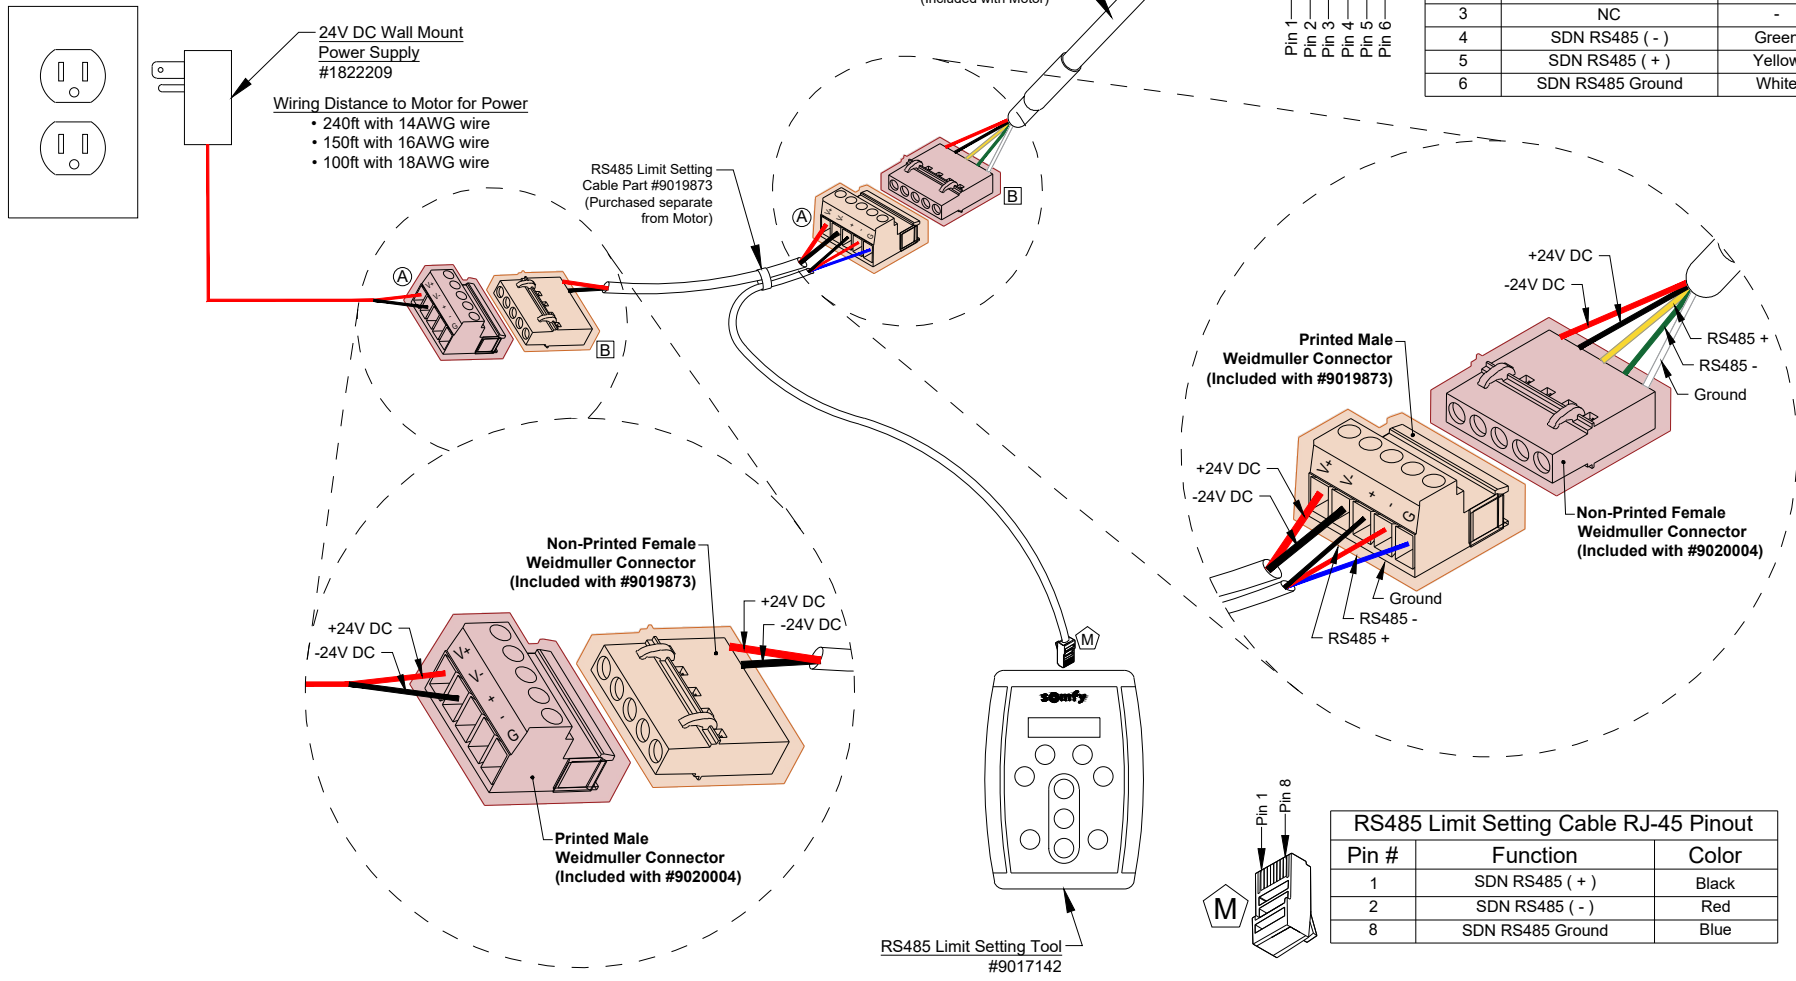 (Included with Motor)
Pin 1
Pin 2
Pin 3
Pin 4
Pin 5
Pin 6
3 NC -
4 SDN RS485 ( - ) Green
5 SDN RS485 ( + ) Yellow
6 SDN RS485 Ground White
24V DC Wall Mount
Power Supply
#1822209
Wiring Distance to Motor for Power
• 240ft with 14AWG wire
• 150ft with 16AWG wire
• 100ft with 18AWG wire
RS485 Limit Setting
Cable Part #9019873
(Purchased separate
from Motor)
A
B
V+
V-
+
-
G
A
B
V+
V-
+
-
G
+24V DC
-24V DC
RS485 +
RS485 -
Ground
Printed Male
Weidmuller Connector
(Included with #9019873)
+24V DC
-24V DC
V+
V-
+
-
G
Ground
RS485 -
RS485 +
Non-Printed Female
Weidmuller Connector
(Included with #9020004)
Non-Printed Female
Weidmuller Connector
(Included with #9019873)
+24V DC
-24V DC
+24V DC
-24V DC
V+
V-
+
-
G
Printed Male
Weidmuller Connector
(Included with #9020004)
M
somfy
RS485 Limit Setting Tool
#9017142
Pin 1
Pin 8
M
RS485 Limit Setting Cable RJ-45 Pinout
Pin # Function Color
1 SDN RS485 ( + ) Black
2 SDN RS485 ( - ) Red
8 SDN RS485 Ground Blue